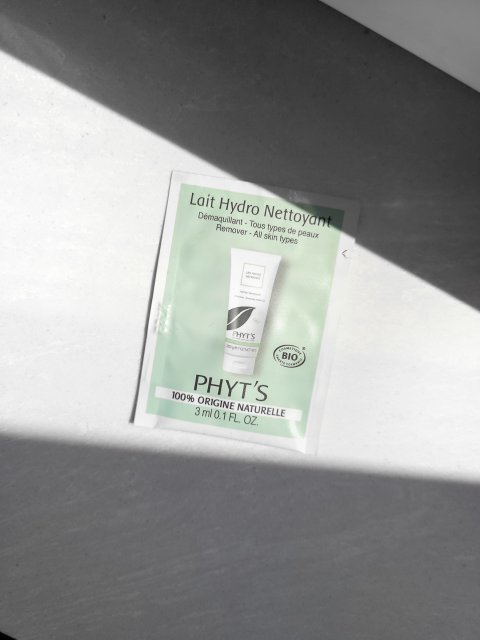 Lait Hydro Nettoyant
Démaquillant - Tous types de peaux
Remover - All skin types
PHYT'S
BIO
PHYT'S
100% ORIGINE NATURELLE
3 ml 0.1 FL. OZ.